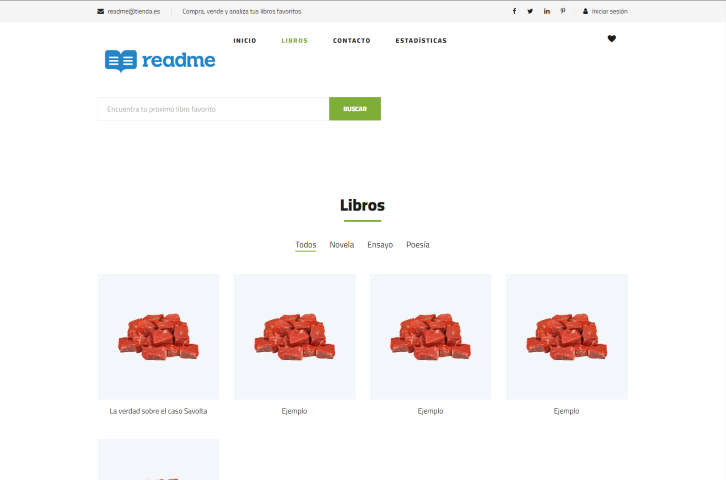 readme@tienda.es
Compra, vende y analiza tus libros favoritos.
Iniciar sesión
readme
INICIO
LIBROS
CONTACTO
ESTADÍSTICAS
Encuentra tu proximo libro favorito
BUSCAR
Libros
Todos
Novela
Ensayo
Poesía
La verdad sobre el caso Savolta
Ejemplo
Ejemplo
Ejemplo